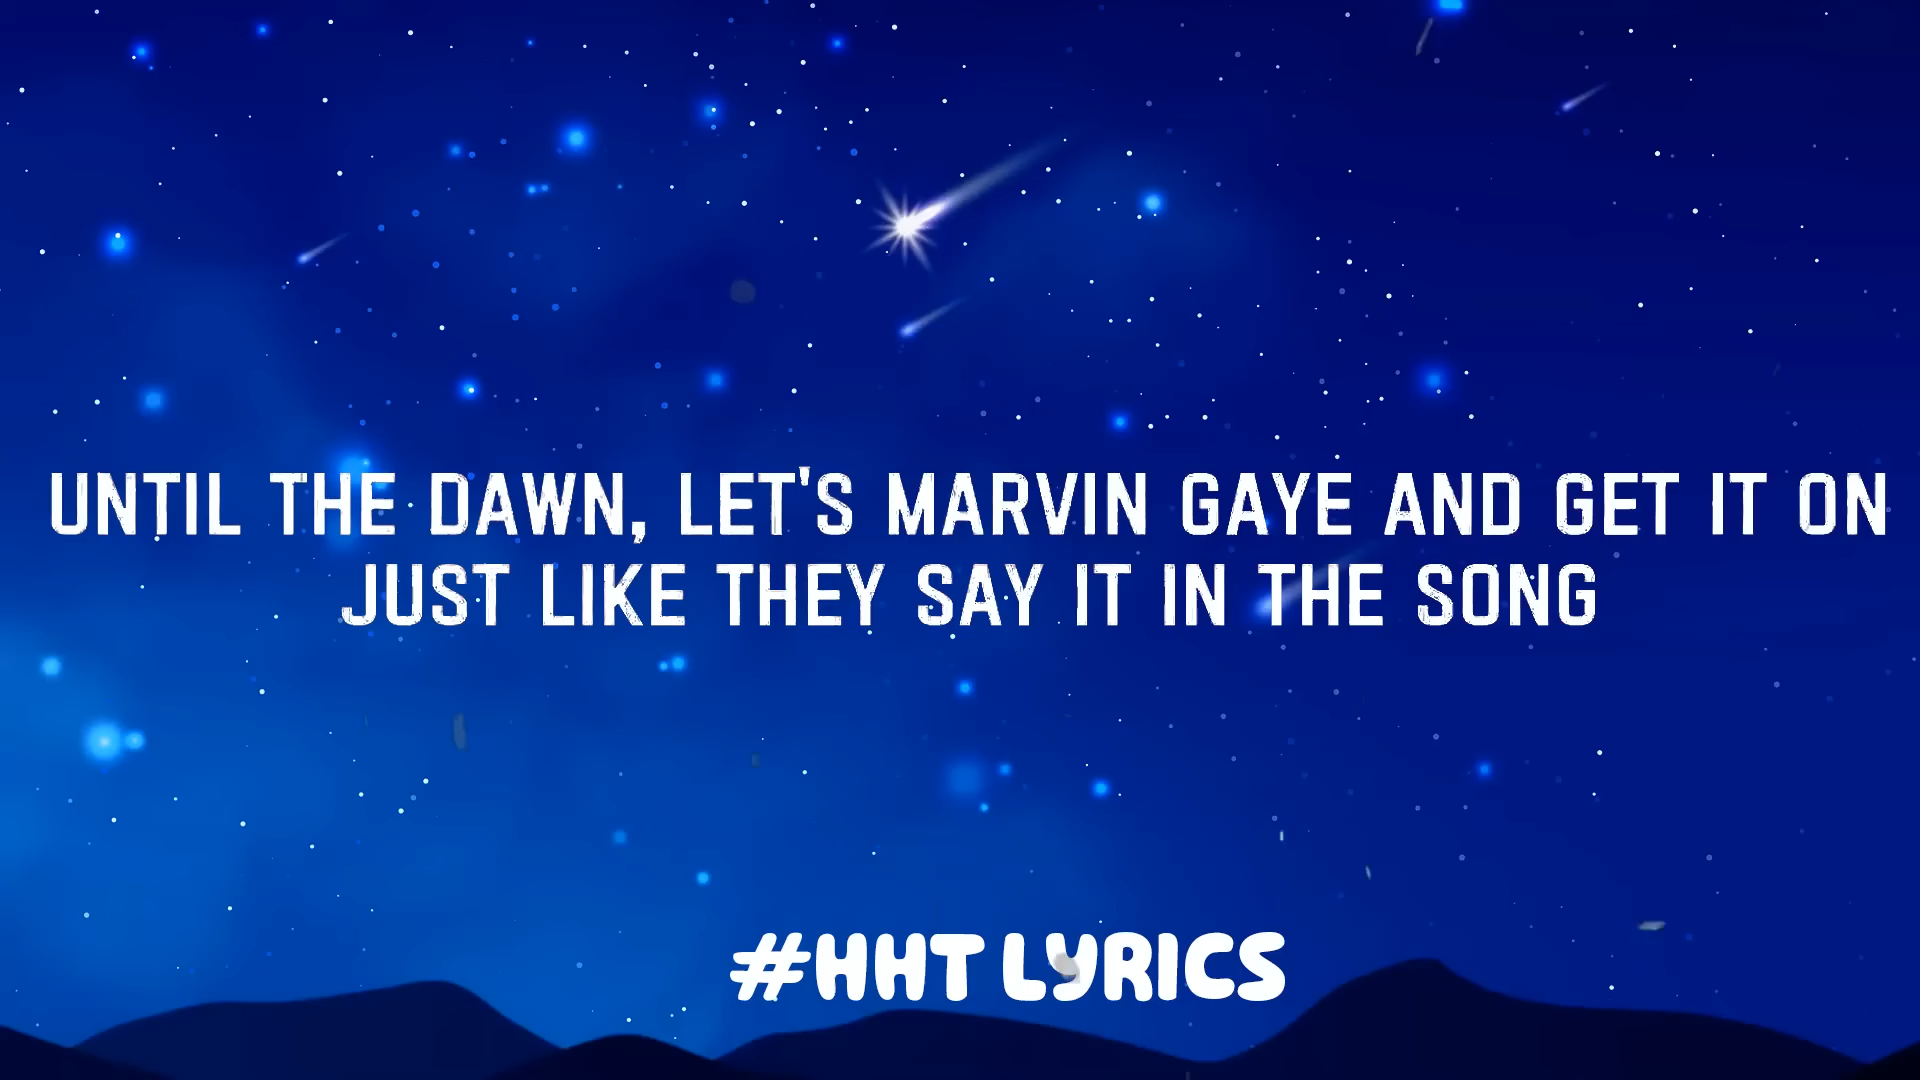 UNTIL THE DAWN, LET'S MARVIN GAYE AND GET IT ON
JUST LIKE THEY SAY IT IN THE SONG
#HHT LYRICS